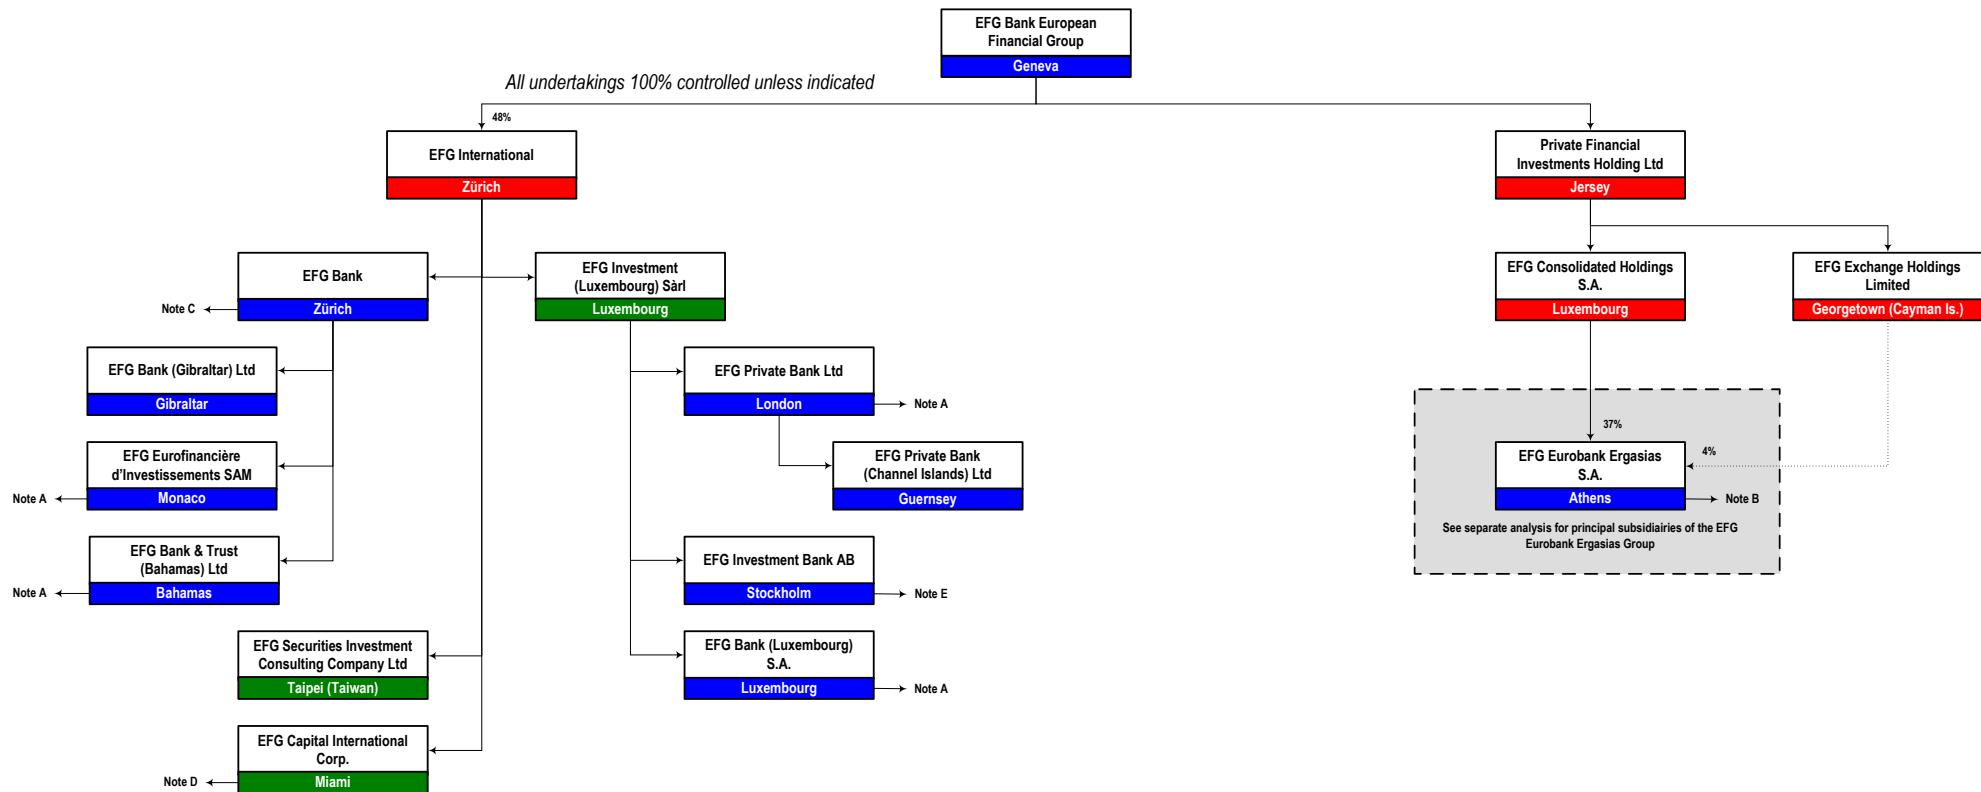 EFG Bank European
Financial Group
Geneva
All undertakings 100% controlled unless indicated
48%
EFG International
Zürich
Private Financial
Investments Holding Ltd
Jersey
EFG Bank
Zürich
Note C
EFG Investment
(Luxembourg) Sàrl
Luxembourg
EFG Consolidated Holdings
S.A.
Luxembourg
EFG Exchange Holdings
Limited
Georgetown (Cayman Is.)
EFG Bank (Gibraltar) Ltd
Gibraltar
EFG Private Bank Ltd
London
Note A
37%
EFG Eurofinancière
d'Investissements SAM
Monaco
Note A
EFG Private Bank
(Channel Islands) Ltd
Guernsey
EFG Eurobank Ergasias
S.A.
Athens
4%
Note B
See separate analysis for principal subsidiairies of the EFG
Eurobank Ergasias Group
EFG Bank & Trust
(Bahamas) Ltd
Bahamas
Note A
EFG Investment Bank AB
Stockholm
Note E
EFG Securities Investment
Consulting Company Ltd
Taipei (Taiwan)
EFG Bank (Luxembourg)
S.A.
Luxembourg
Note A
EFG Capital International
Corp.
Miami
Note D